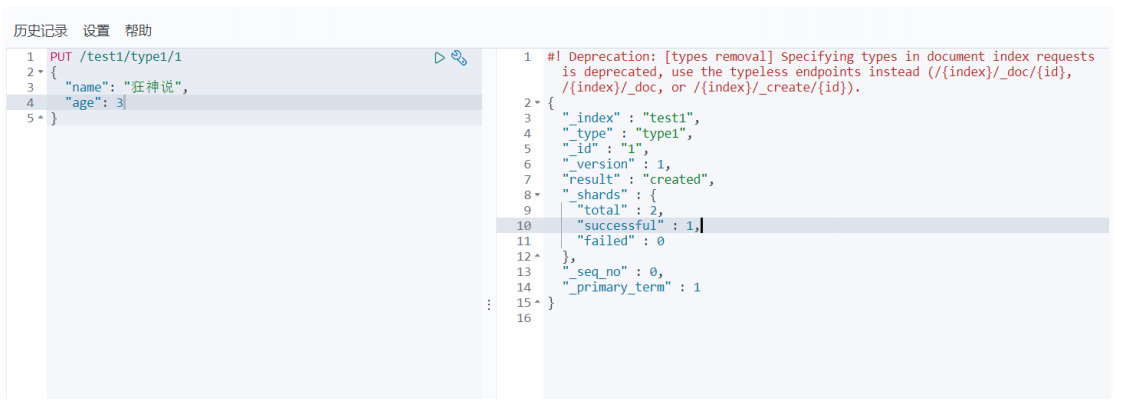 历史记录 设置 帮助
1 PUT /test1/type1/1
2 {
3 "name": "狂神说",
4 "age": 3
5 }
1 #! Deprecation: [types removal] Specifying types in document index requests
is deprecated, use the typeless endpoints instead (/{index}/_doc/{id},
/{index}/_doc, or /{index}/_create/{id}).
2 {
3 "_index" : "test1",
4 "_type" : "type1",
5 "_id" : "1",
6 "_version" : 1,
7 "result" : "created",
8 "_shards" : {
9 "total" : 2,
10 "successful" : 1,
11 "failed" : 0
12 },
13 "_seq_no" : 0,
14 "_primary_term" : 1
15 }
16